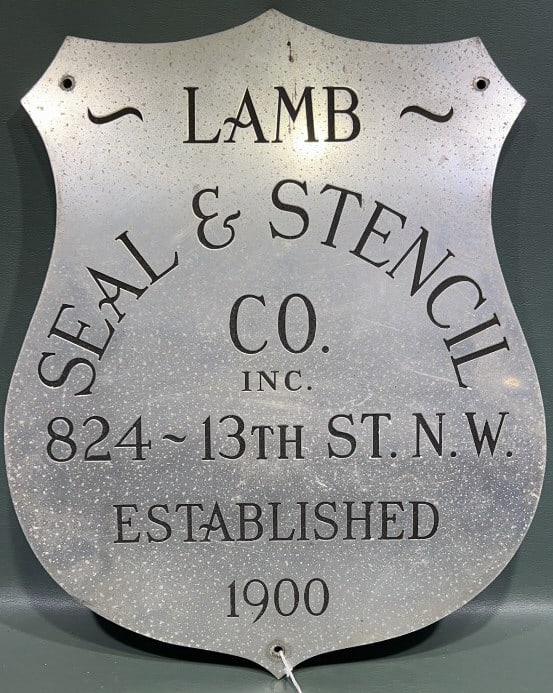 ~ LAMB ~
SEAL & STENCIL
CO.
INC.
824 ~ 13TH ST. N.W.
ESTABLISHED
1900